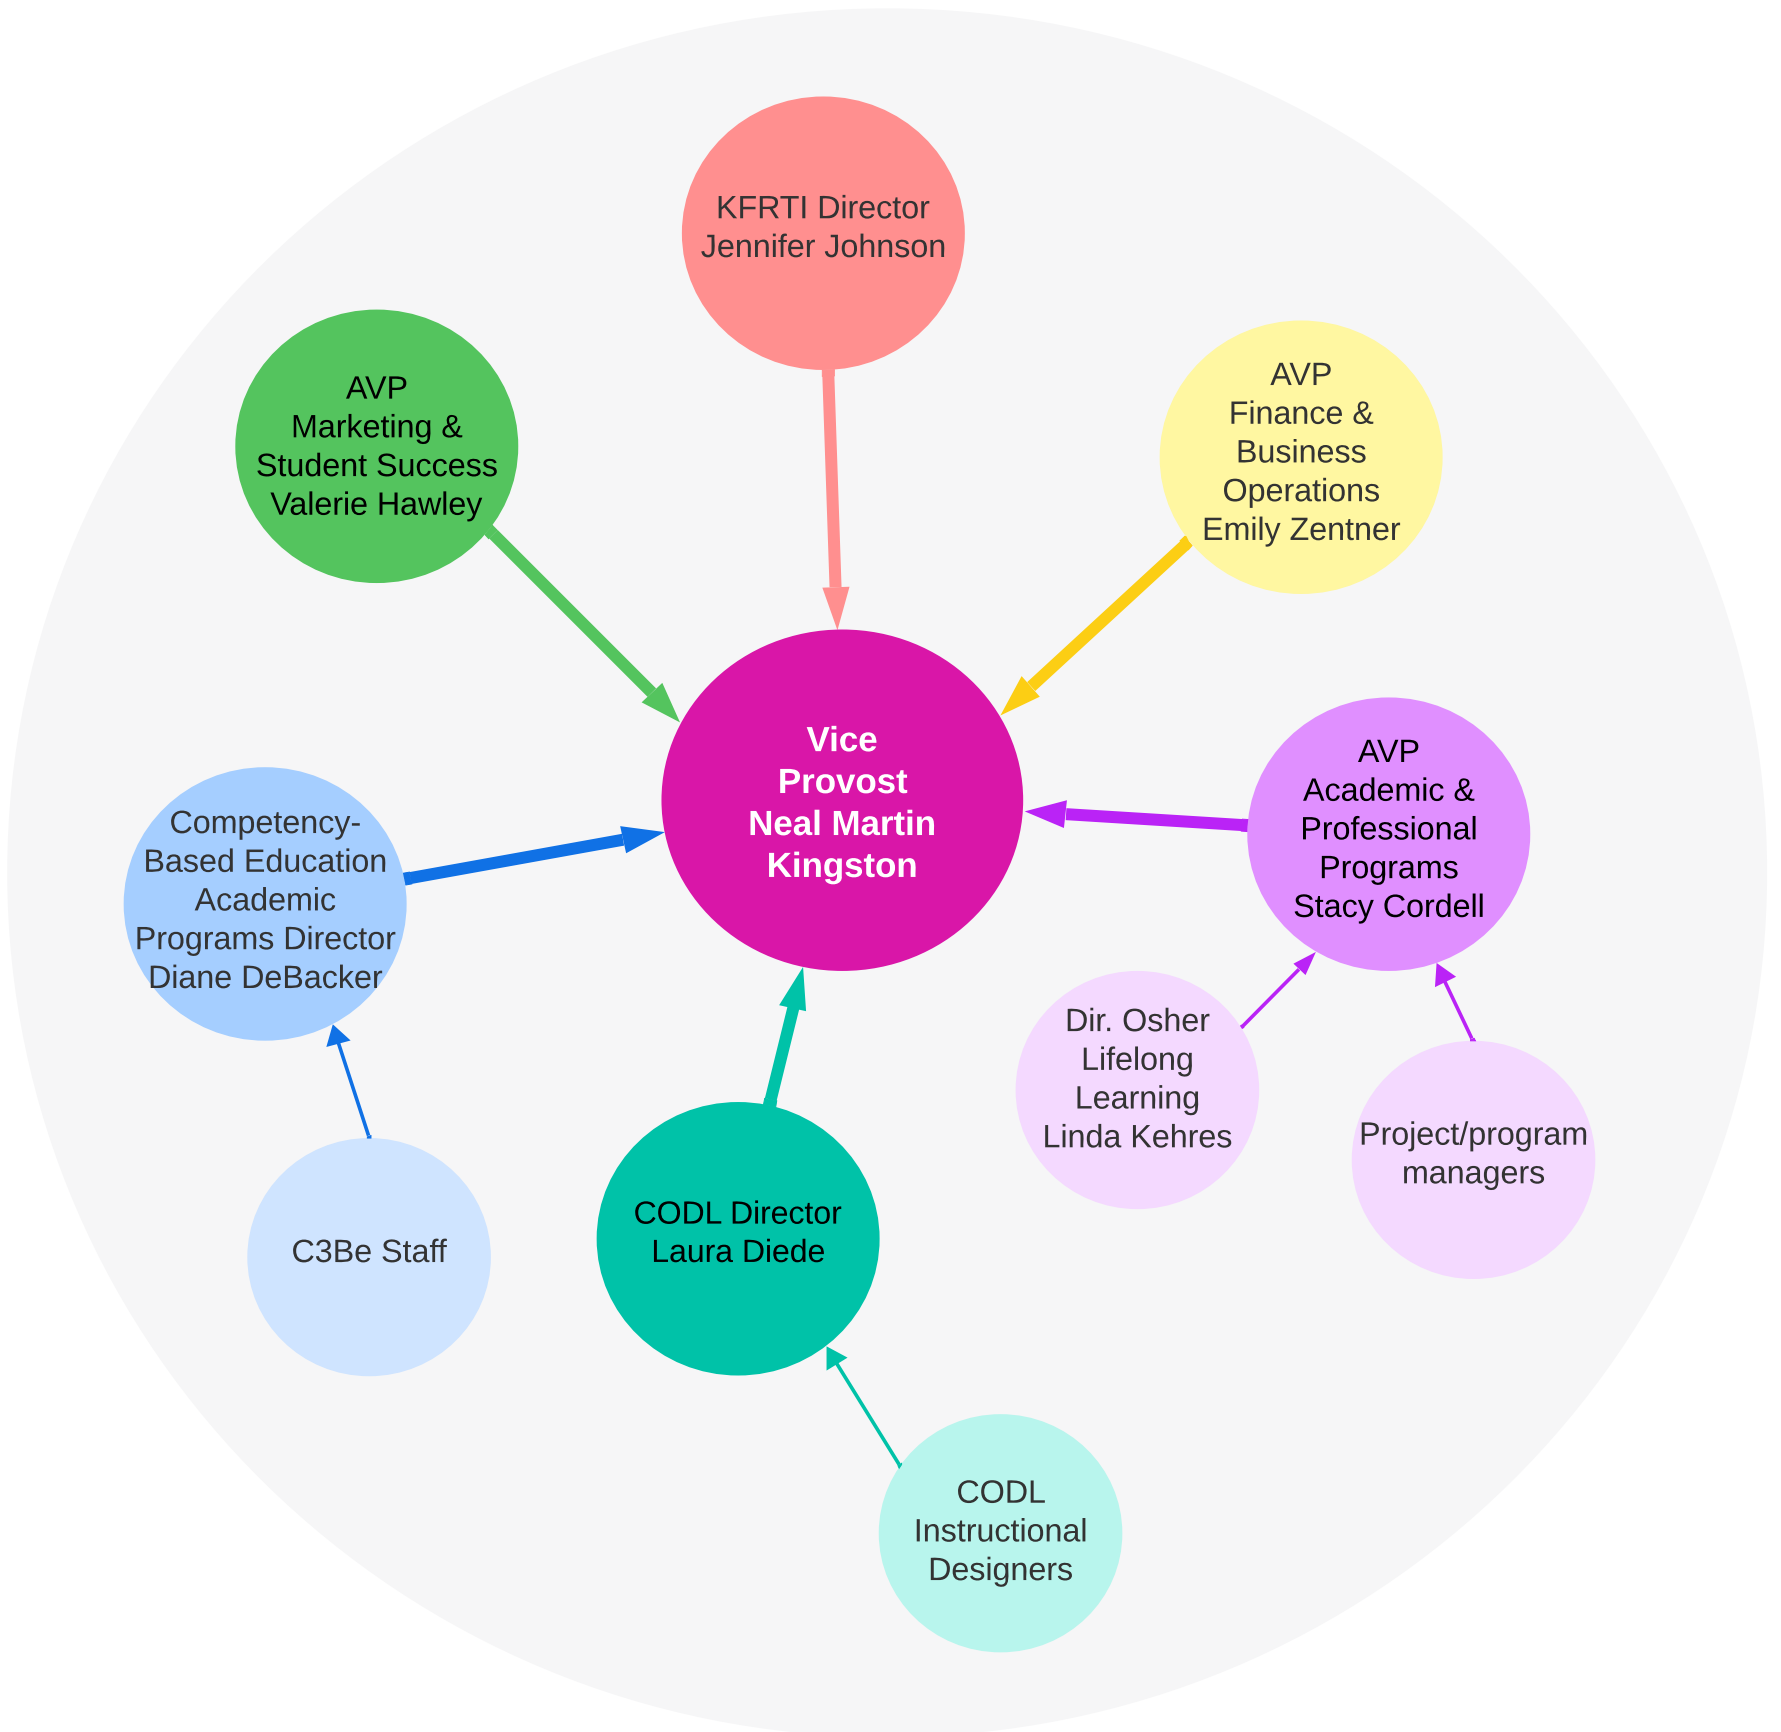 KFRTI Director
Jennifer Johnson
AVP
Marketing &
Student Success
Valerie Hawley
AVP
Finance &
Business
Operations
Emily Zentner
Vice
Provost
Neal Martin
Kingston
AVP
Academic &
Professional
Programs
Stacy Cordell
Competency-
Based Education
Academic
Programs Director
Diane DeBacker
Dir. Osher
Lifelong
Learning
Linda Kehres
Project/program
managers
C3Be Staff
CODL Director
Laura Diede
CODL
Instructional
Designers